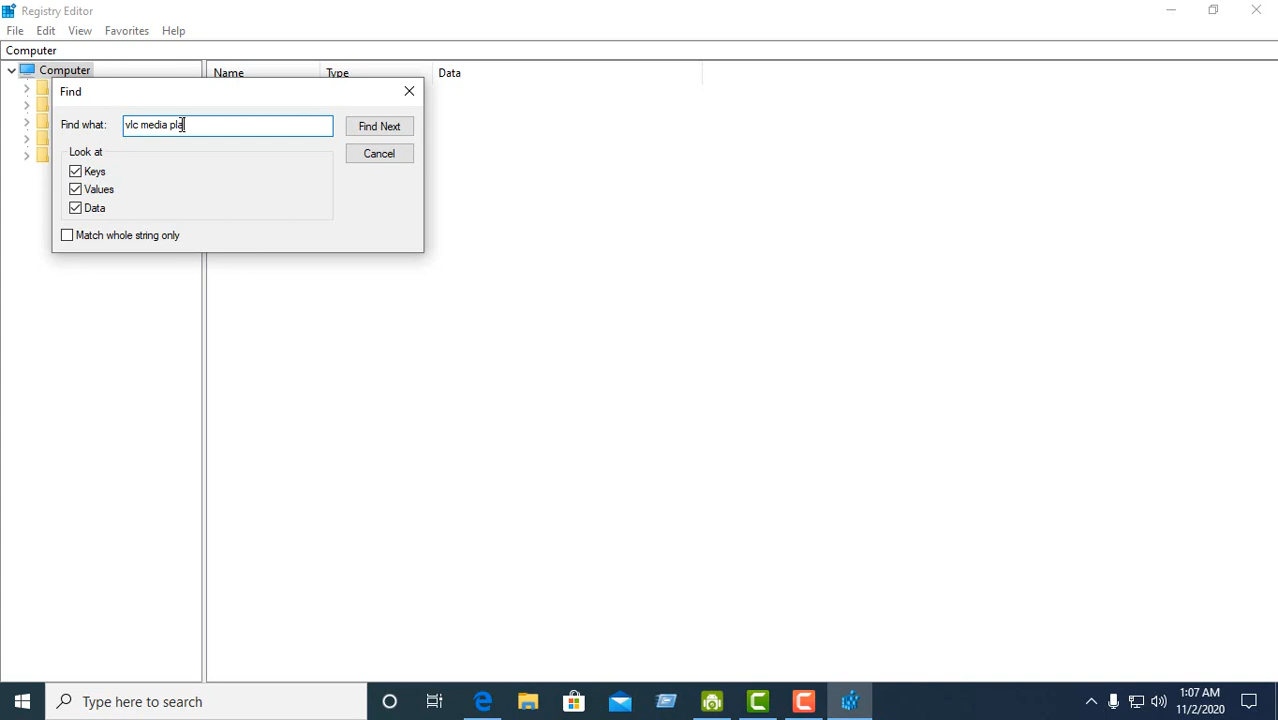 Registry Editor
File Edit View Favorites Help
Computer
Computer
Name Type Data
Find
Find what: vlc media pla
Find Next
Look at
Cancel
Keys
Values
Data
Match whole string only
Type here to search
1:07 AM
11/2/2020